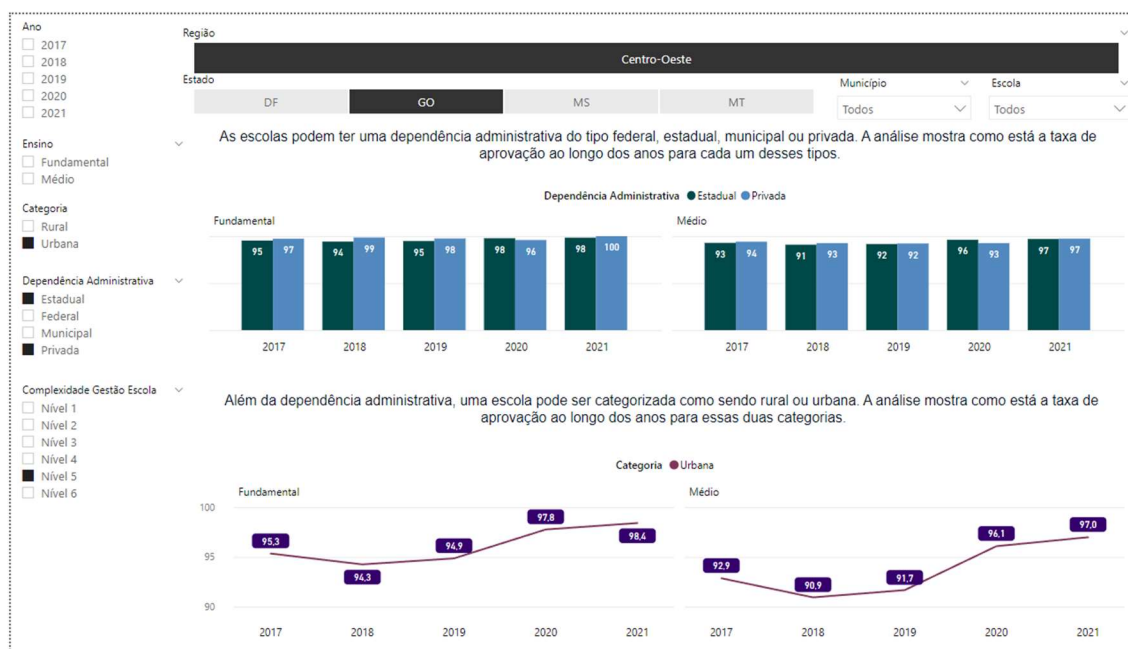 Ano
2017
2018
2019
2020
2021
Ensino
Fundamental
Médio
Categoria
Rural
Urbana
Dependência Administrativa
Estadual
Federal
Municipal
Privada
Complexidade Gestão Escola
Nível 1
Nível 2
Nível 3
Nível 4
Nível 5
Nível 6
Região
Centro-Oeste
Estado
DF GO MS MT
Município
Todos
Escola
Todos
As escolas podem ter uma dependência administrativa do tipo federal, estadual, municipal ou privada. A análise mostra como está a taxa de
aprovação ao longo dos anos para cada um desses tipos.
Dependência Administrativa Estadual Privada
Fundamental
95 97 94 99 95 98 98 96 98 100
2017 2018 2019 2020 2021
Médio
93 94 91 93 92 92 96 93 97 97
2017 2018 2019 2020 2021
Além da dependência administrativa, uma escola pode ser categorizada como sendo rural ou urbana. A análise mostra como está a taxa de
aprovação ao longo dos anos para essas duas categorias.
Categoria Urbana
Fundamental
100
95
90
95,3 94,3 94,9 97,8 98,4
2017 2018 2019 2020 2021
Médio
92,9 90,9 91,7 96,1 97,0
2017 2018 2019 2020 2021